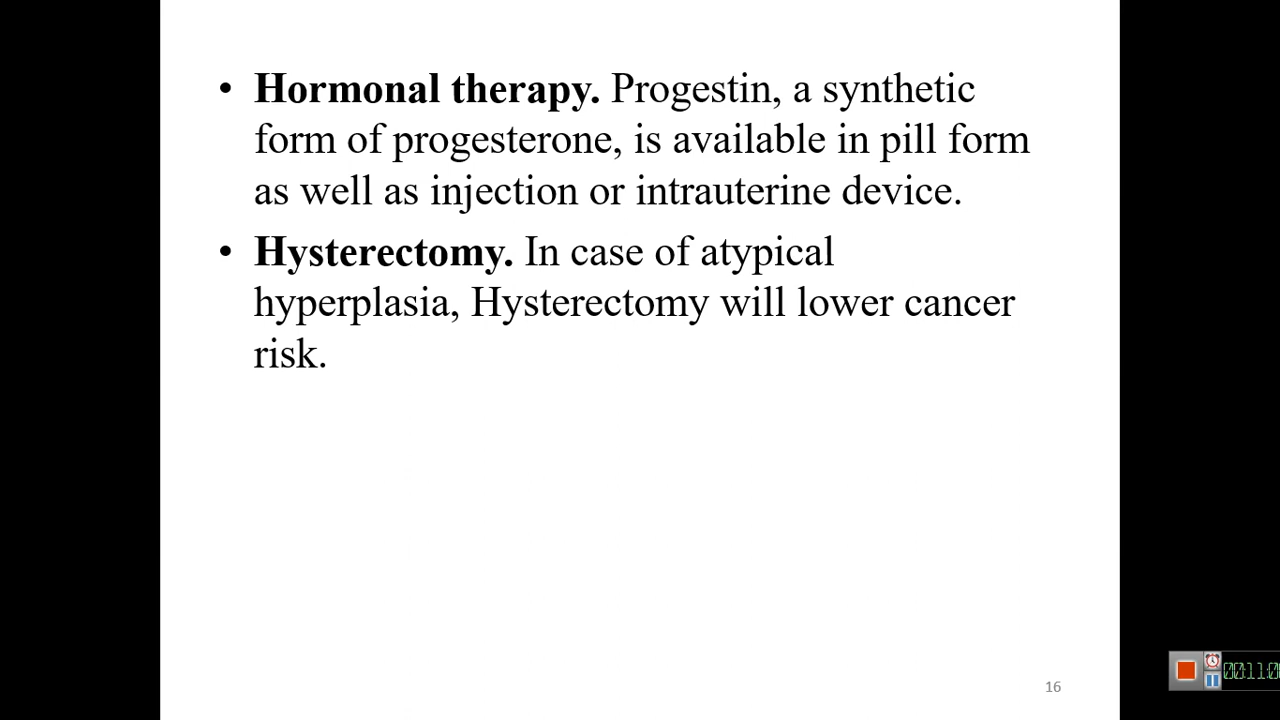 • Hormonal therapy. Progestin, a synthetic
form of progesterone, is available in pill form
as well as injection or intrauterine device.
• Hysterectomy. In case of atypical
hyperplasia, Hysterectomy will lower cancer
risk.
16